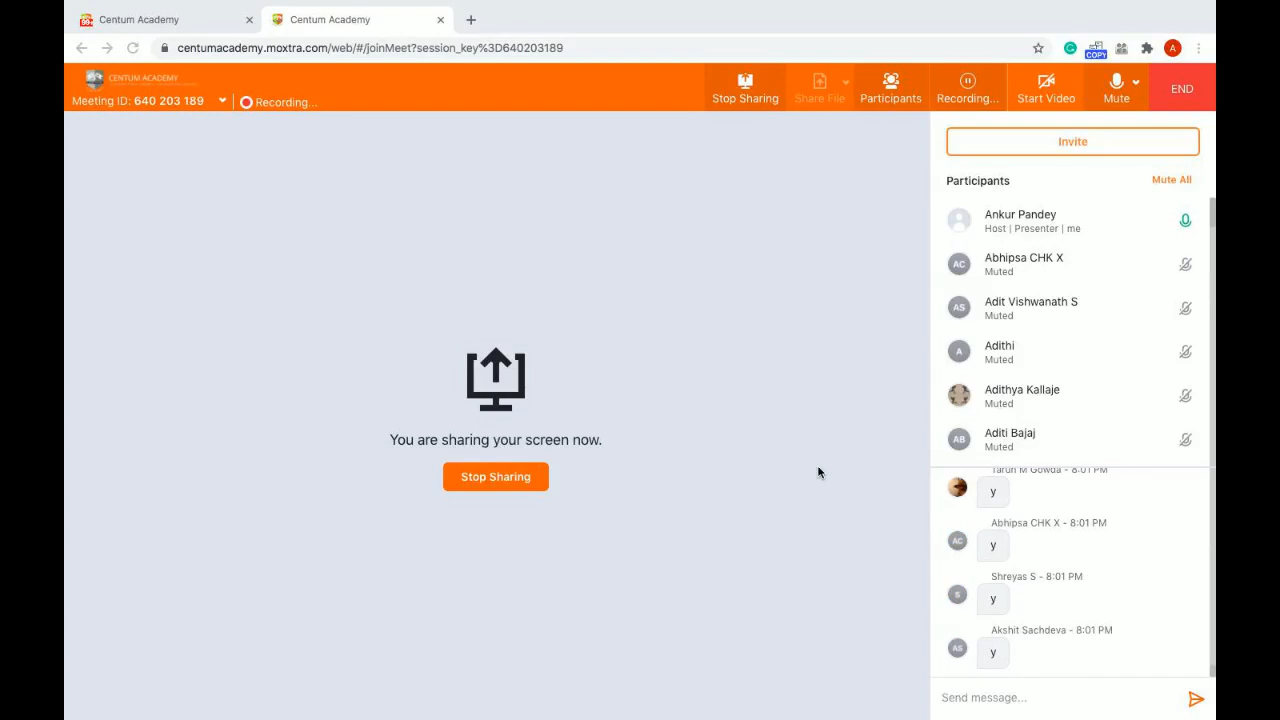 Centum Academy
Centum Academy
centumacademy.moxtra.com/web/#/joinMeet?session_key%3D640203189
COPY
A
CENTUM ACADEMY
Meeting ID: 640 203 189
Recording...
Stop Sharing
Share File
Participants
Recording...
Start Video
Mute
END
You are sharing your screen now.
Stop Sharing
Invite
Participants
Mute All
Ankur Pandey
Host | Presenter | me
AC
Abhipsa CHK X
Muted
AS
Adit Vishwanath S
Muted
A
Adithi
Muted
Adithya Kallaje
Muted
AB
Aditi Bajaj
Muted
Tarun M Gowda - 8:01 PM
y
Abhipsa CHK X - 8:01 PM
AC
y
Shreyas S - 8:01 PM
S
y
Akshit Sachdeva - 8:01 PM
AS
y
Send message...